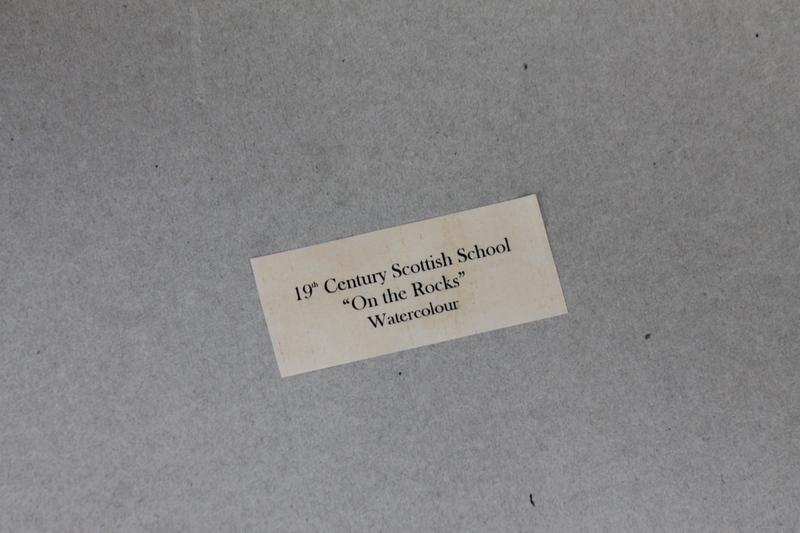 19th Century Scottish School
“On the Rocks”
Watercolour